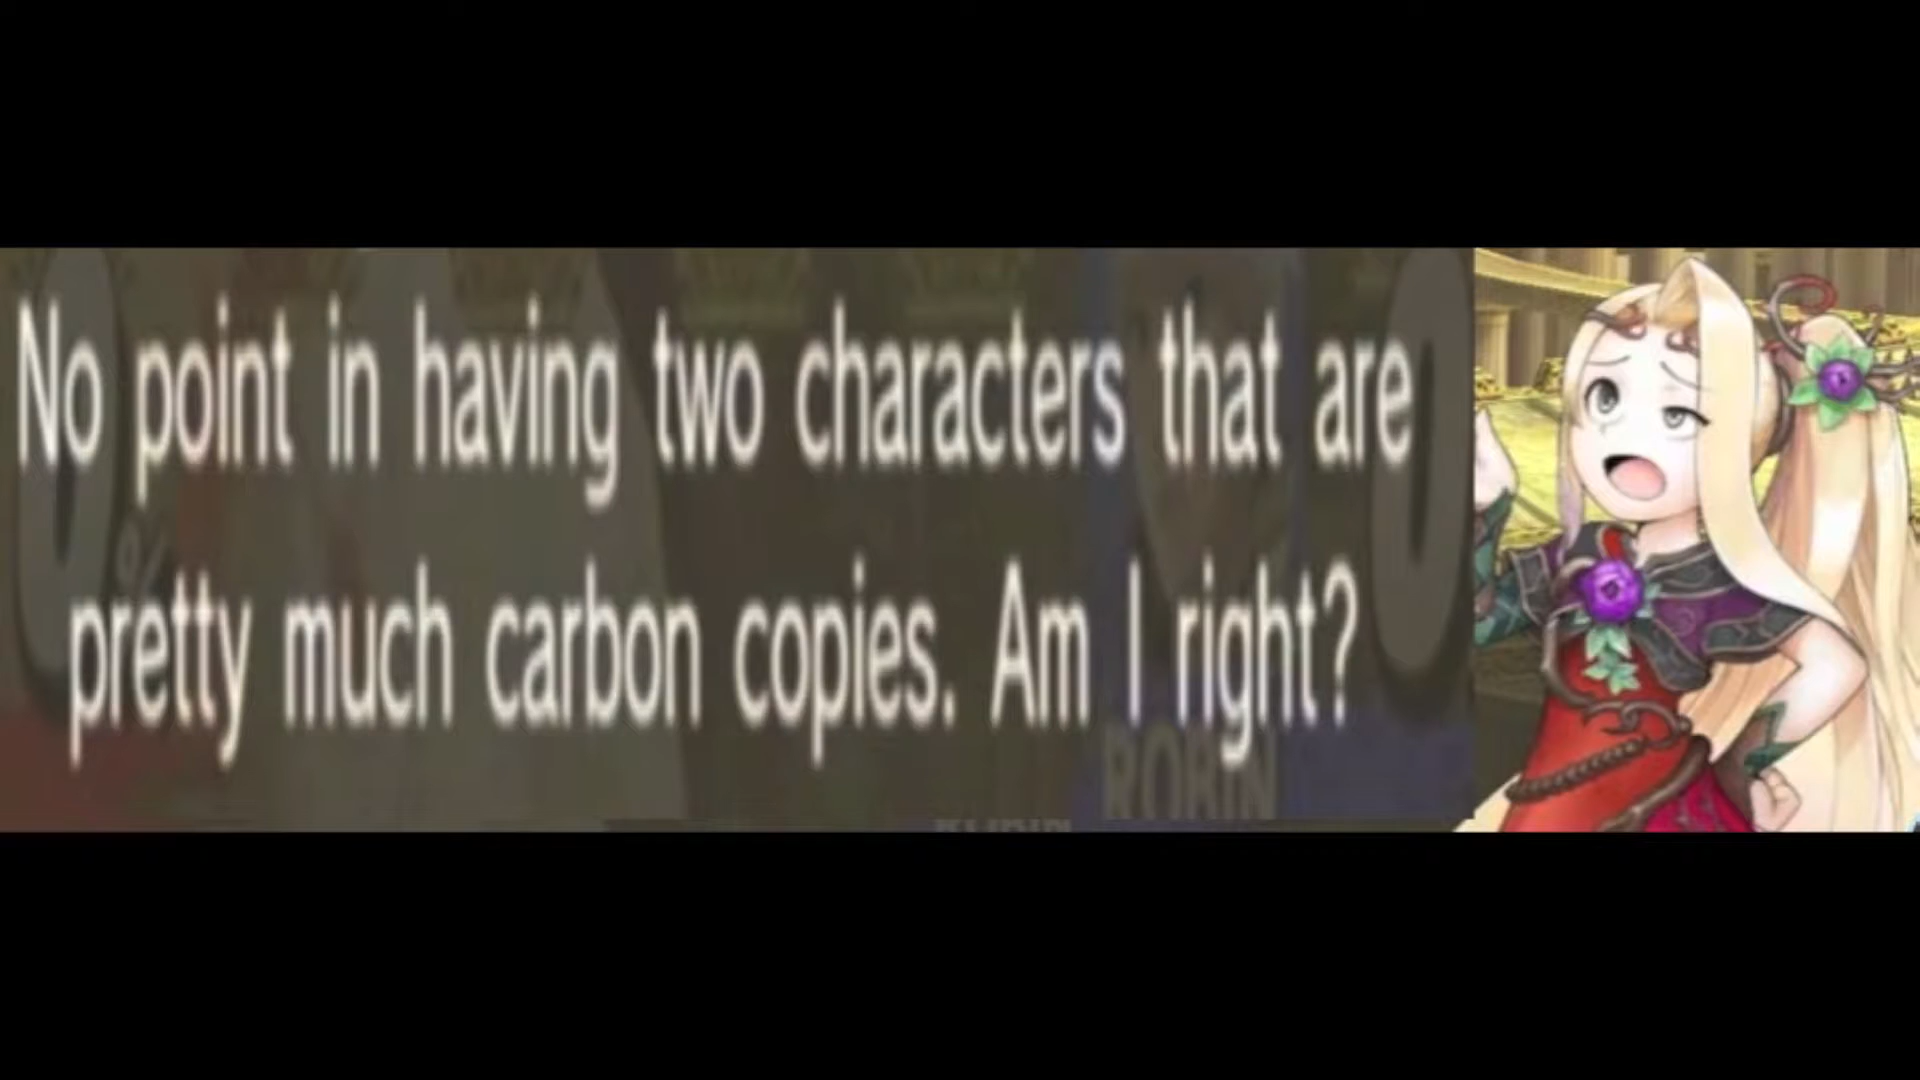 No point in having two characters that are
pretty much carbon copies. Am I right?
ROBIN